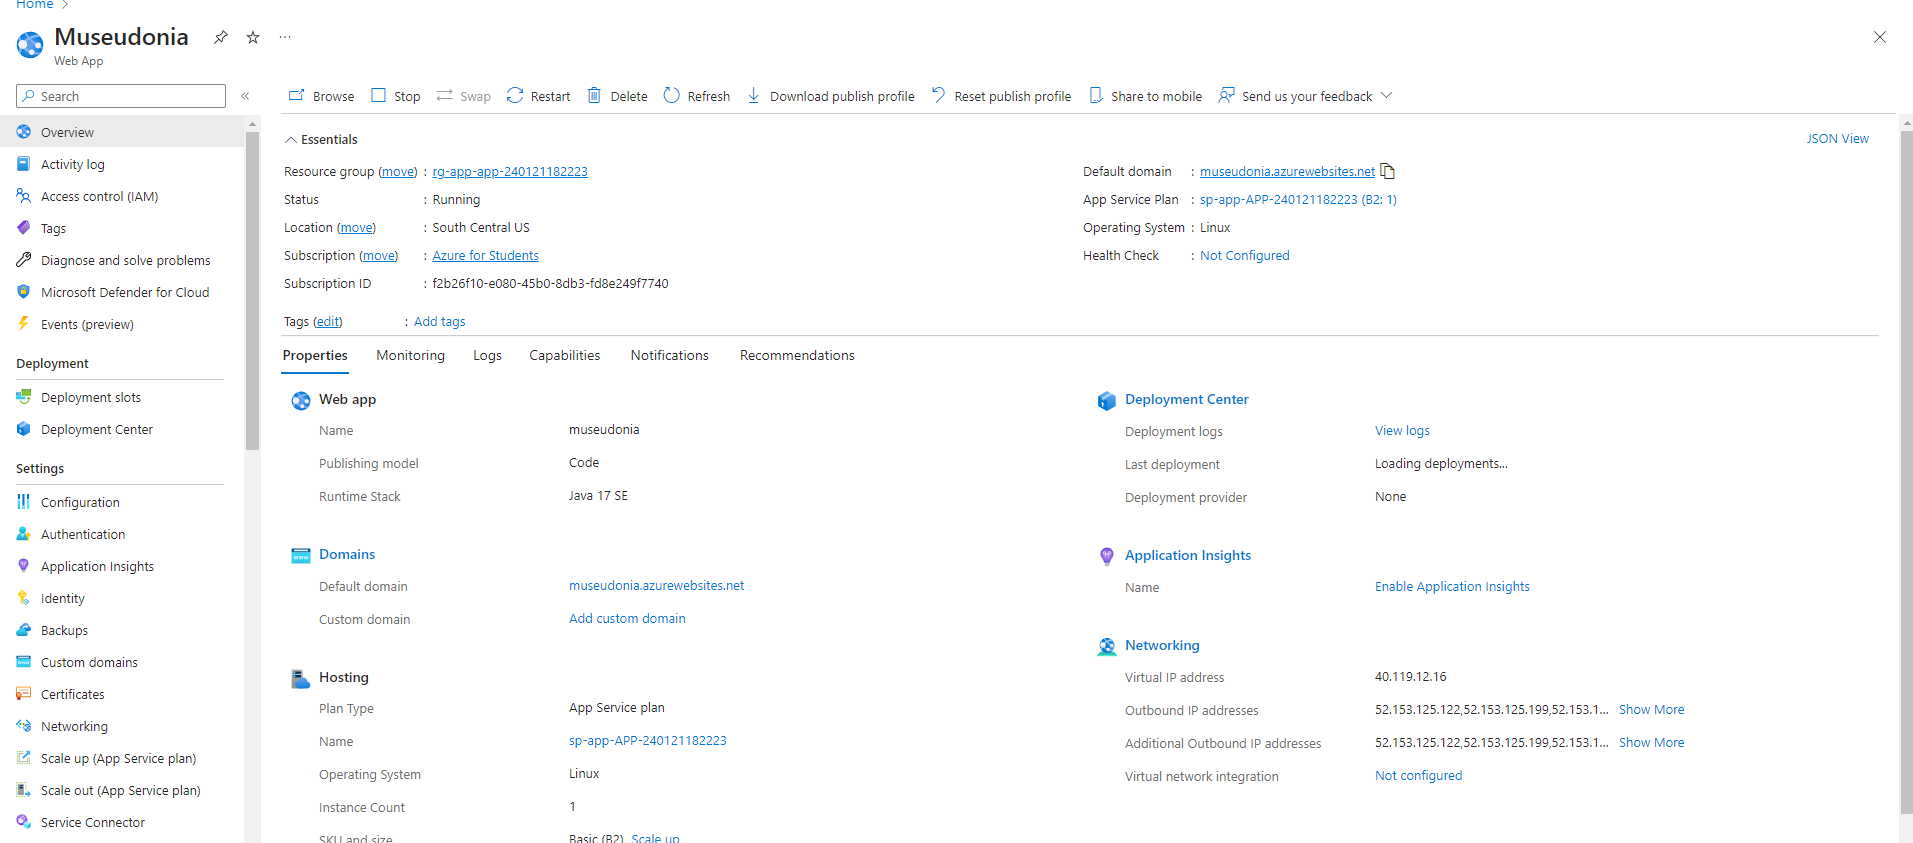 Home
Museudonia
Web App
Search
Browse Stop Swap Restart Delete Refresh Download publish profile Reset publish profile Share to mobile Send us your feedback
Overview
Activity log
Access control (IAM)
Tags
Diagnose and solve problems
Microsoft Defender for Cloud
Events (preview)
Deployment
Deployment slots
Deployment Center
Settings
Configuration
Authentication
Application Insights
Identity
Backups
Custom domains
Certificates
Networking
Scale up (App Service plan)
Scale out (App Service plan)
Service Connector
Essentials
JSON View
Resource group (move) : rg-app-app-240121182223
Status : Running
Location (move) : South Central US
Subscription (move) : Azure for Students
Subscription ID : f2b26f10-e080-45b0-8db3-fd8e249f7740
Default domain : museudonia.azurewebsites.net
App Service Plan : sp-app-APP-240121182223 (B2: 1)
Operating System : Linux
Health Check : Not Configured
Tags (edit) : Add tags
Properties Monitoring Logs Capabilities Notifications Recommendations
Web app
Name museudonia
Publishing model Code
Runtime Stack Java 17 SE
Domains
Default domain museudonia.azurewebsites.net
Custom domain Add custom domain
Hosting
Plan Type App Service plan
Name sp-app-APP-240121182223
Operating System Linux
Instance Count 1
SKU and size Basic (B2) Scale up
Deployment Center
Deployment logs View logs
Last deployment Loading deployments...
Deployment provider None
Application Insights
Name Enable Application Insights
Networking
Virtual IP address 40.119.12.16
Outbound IP addresses 52.153.125.122,52.153.125.199,52.153.1... Show More
Additional Outbound IP addresses 52.153.125.122,52.153.125.199,52.153.1... Show More
Virtual network integration Not configured